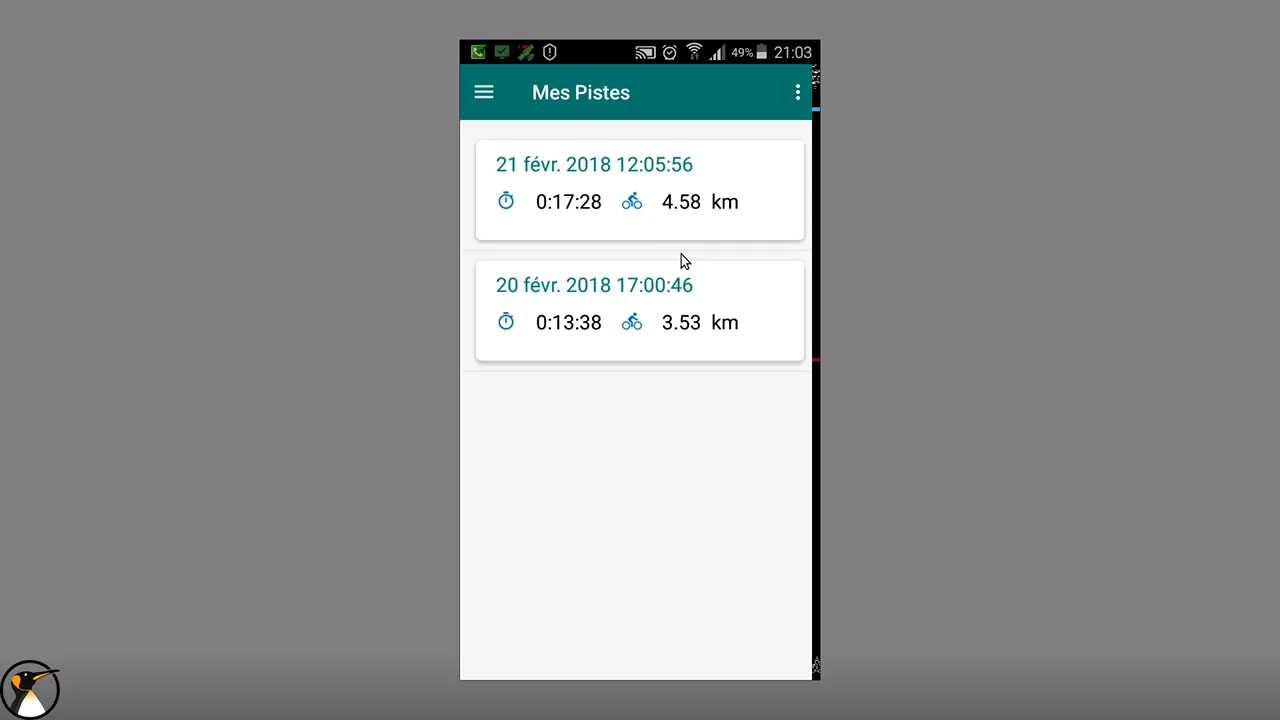 49% 21:03
Mes Pistes
21 févr. 2018 12:05:56
0:17:28 4.58 km
20 févr. 2018 17:00:46
0:13:38 3.53 km